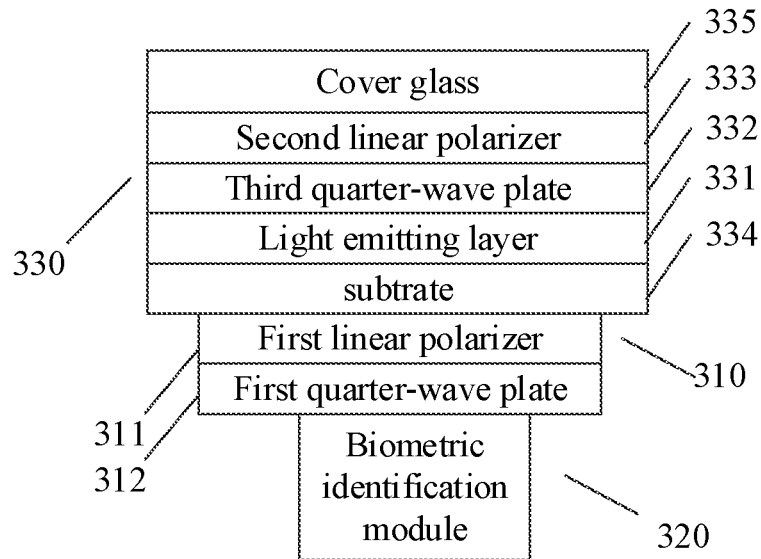 335
Cover glass
333
Second linear polarizer
332
Third quarter-wave plate
331
Light emitting layer
330
334
subtrate
First linear polarizer
310
First quarter-wave plate
311
312
Biometric
identification
module
320